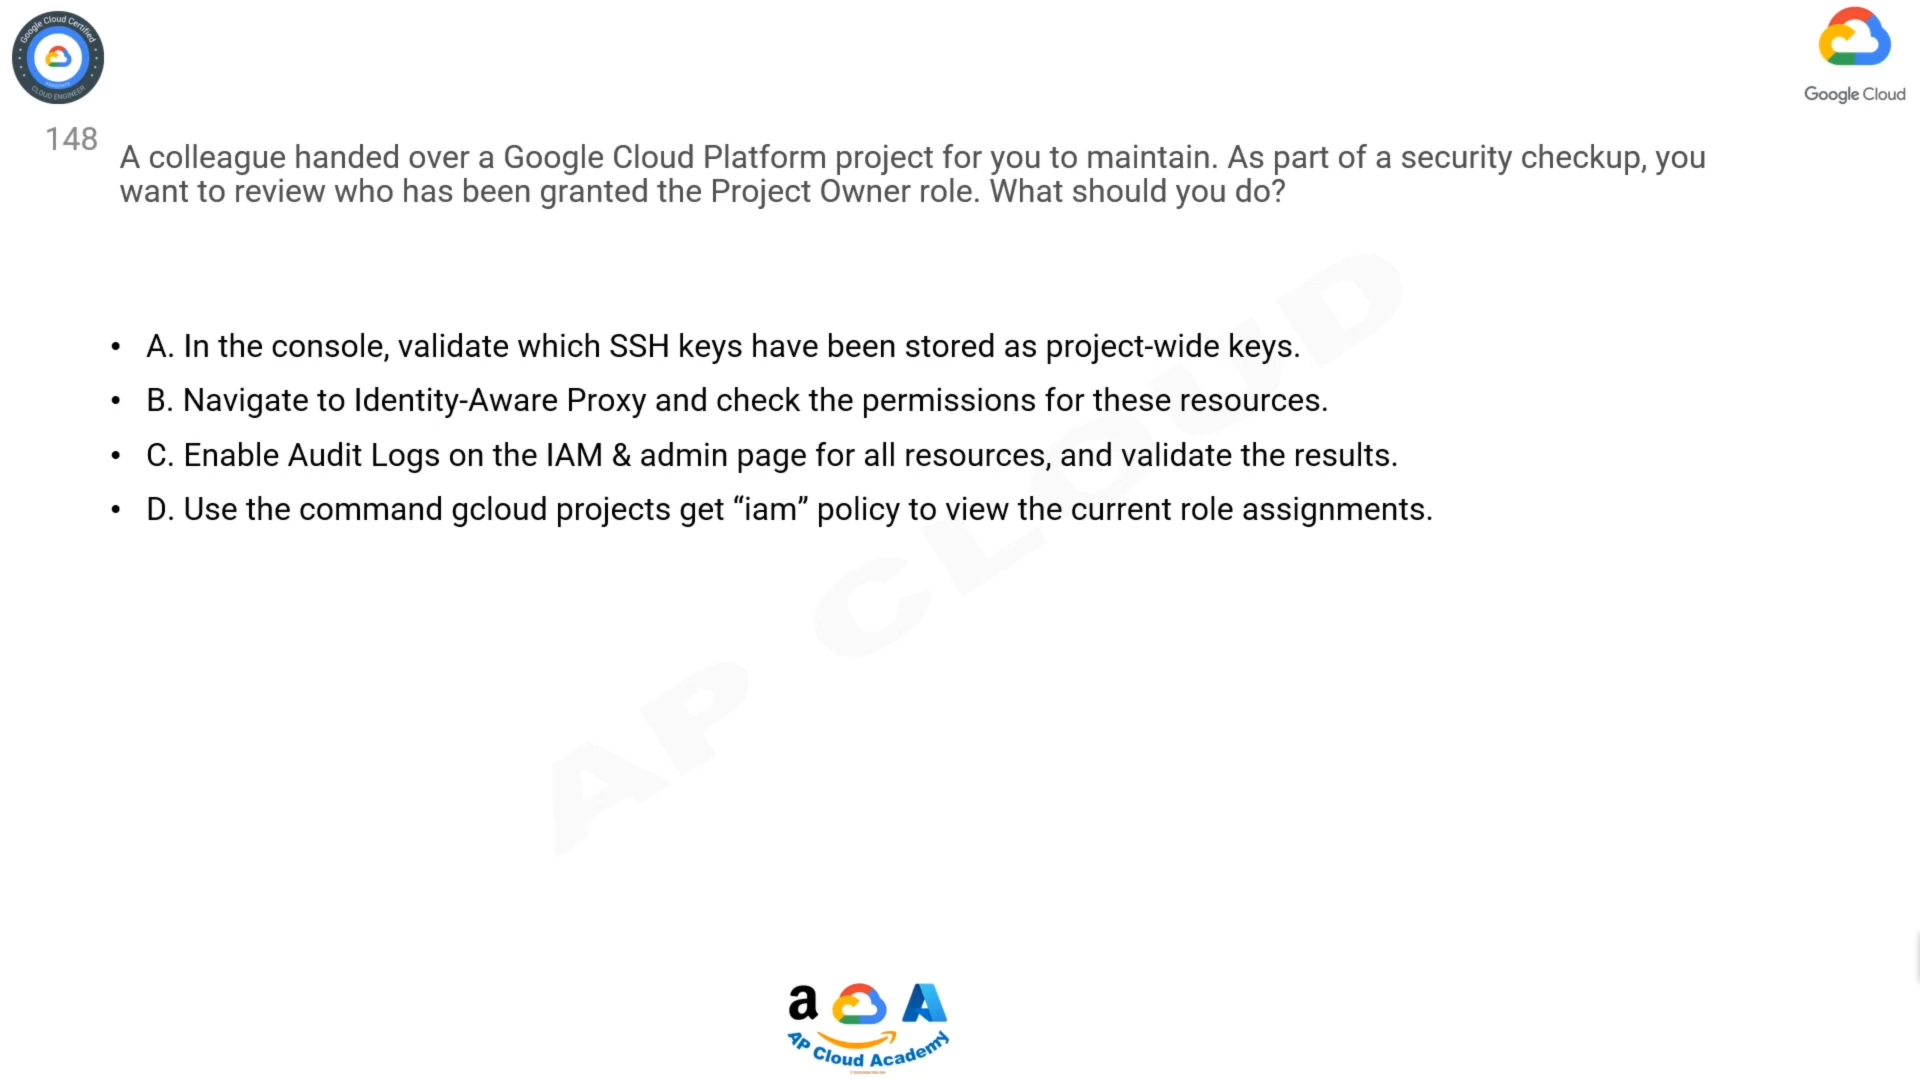 Google Cloud Certified
CLOUD ENGINEER
Google Cloud
148
A colleague handed over a Google Cloud Platform project for you to maintain. As part of a security checkup, you
want to review who has been granted the Project Owner role. What should you do?
• A. In the console, validate which SSH keys have been stored as project-wide keys.
• B. Navigate to Identity-Aware Proxy and check the permissions for these resources.
• C. Enable Audit Logs on the IAM & admin page for all resources, and validate the results.
• D. Use the command gcloud projects get “iam” policy to view the current role assignments.
AP CLOUD
a
AP Cloud Academy